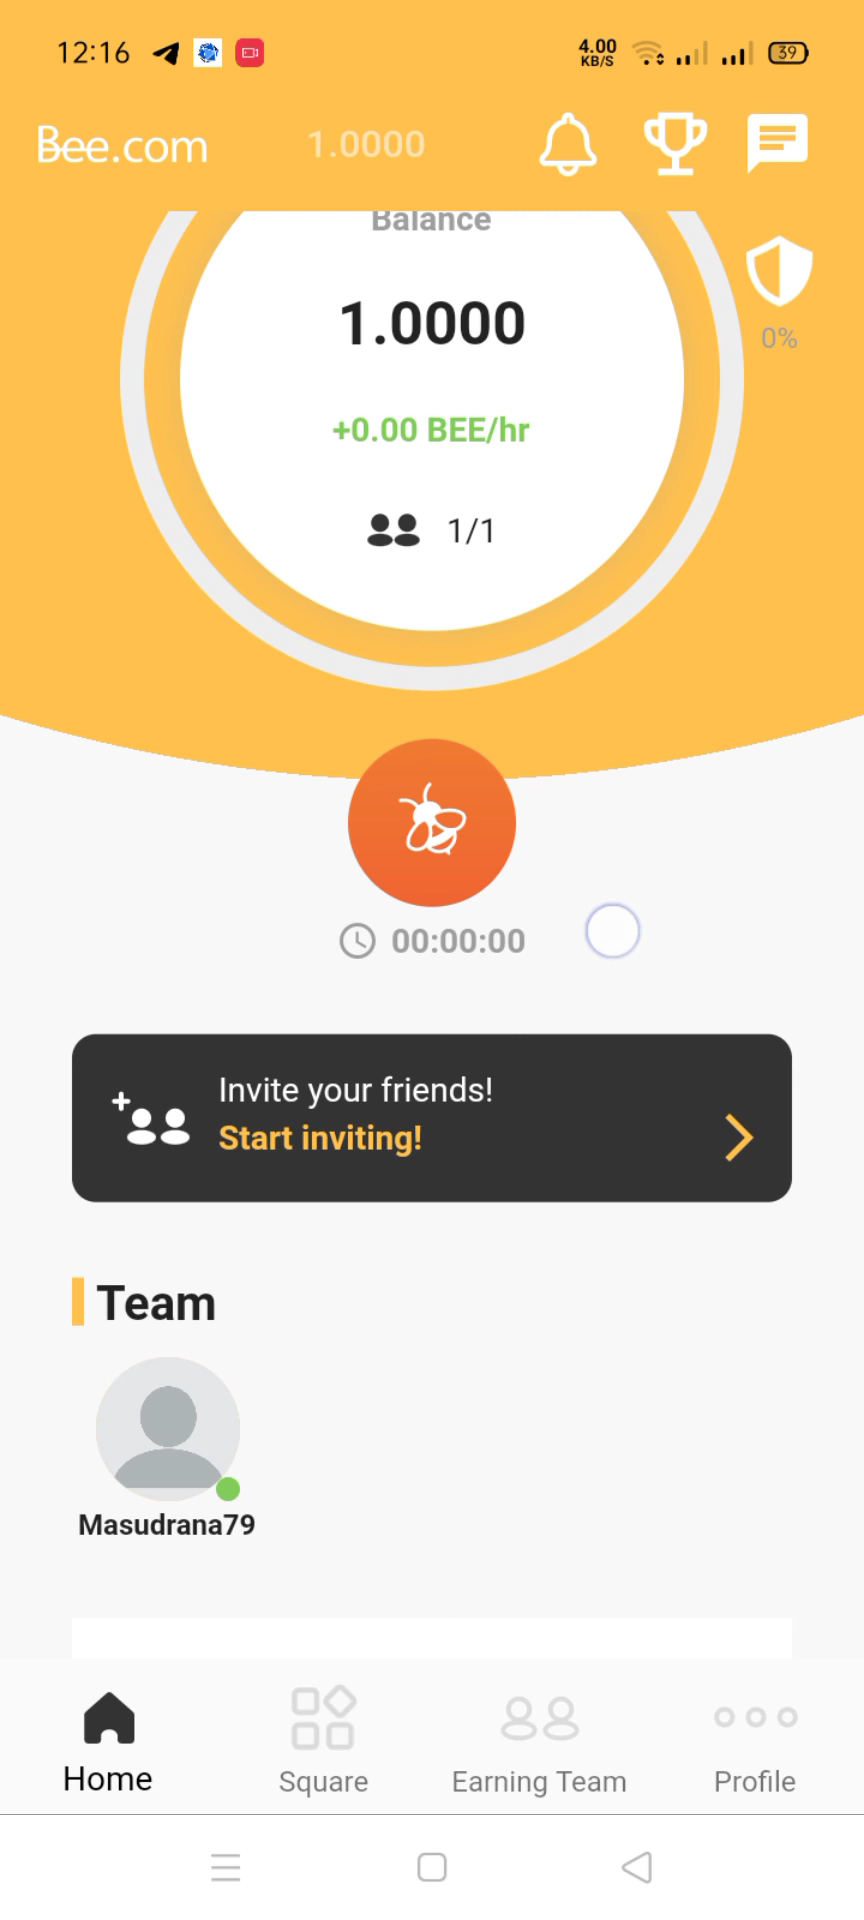 12:16
4.00
KB/S
39
Bee.com
1.0000
Balance
1.0000
0%
+0.00 BEE/hr
1/1
00:00:00
Invite your friends!
Start inviting!
Team
Masudrana79
Home
Square
Earning Team
Profile